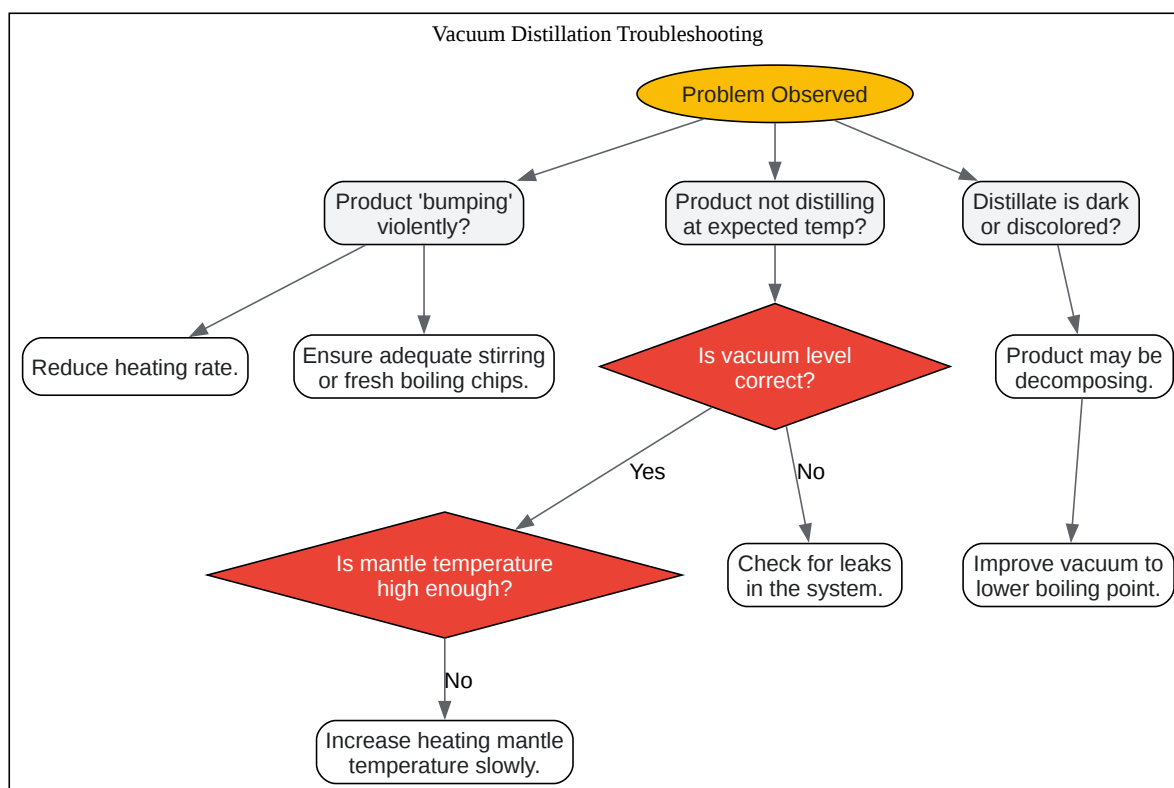 Vacuum Distillation Troubleshooting
Problem Observed
Product 'bumping'
violently?
Product not distilling
at expected temp?
Distillate is dark
or discolored?
Reduce heating rate.
Ensure adequate stirring
or fresh boiling chips.
Is vacuum level
correct?
Product may be
decomposing.
Yes
No
Is mantle temperature
high enough?
Check for leaks
in the system.
Improve vacuum to
lower boiling point.
No
Increase heating mantle
temperature slowly.